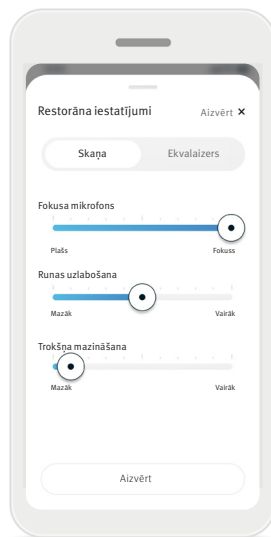 Restorāna iestatījumi Aizvērt ×
Skaņa Ekvalaizers
Fokusa mikrofons
Plašs Fokuss
Runas uzlabošana
Mazāk Vairāk
Trokšņa mazināšana
Mazāk Vairāk
Aizvērt